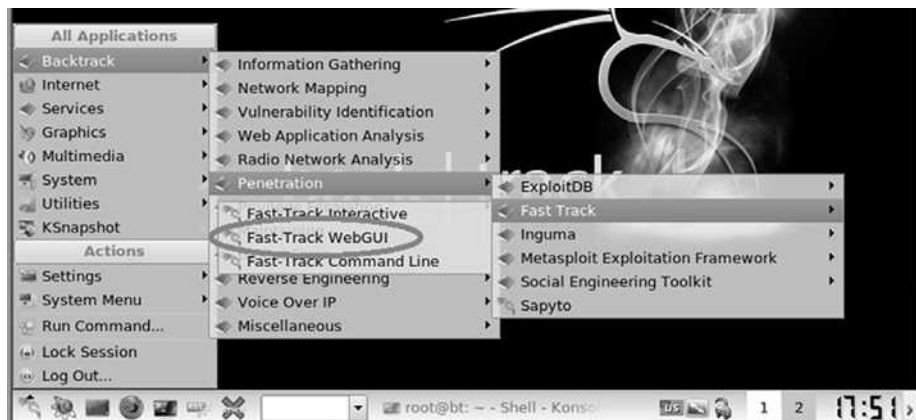 All Applications
Backtrack
Internet
Services
Graphics
Multimedia
System
Utilities
KSnapshot
Actions
Settings
System Menu
Run Command...
Lock Session
Log Out...
Information Gathering
Network Mapping
Vulnerability Identification
Web Application Analysis
Radio Network Analysis
Penetration
Fast-Track Interactive
Fast-Track WebGUI
Fast-Track Command Line
Reverse Engineering
Voice Over IP
Miscellaneous
ExploitDB
Fast Track
Inguma
Metasploit Exploitation Framework
Social Engineering Toolkit
Sapyto
root@bt: ~ - Shell - Konso
US
1
2
17:51